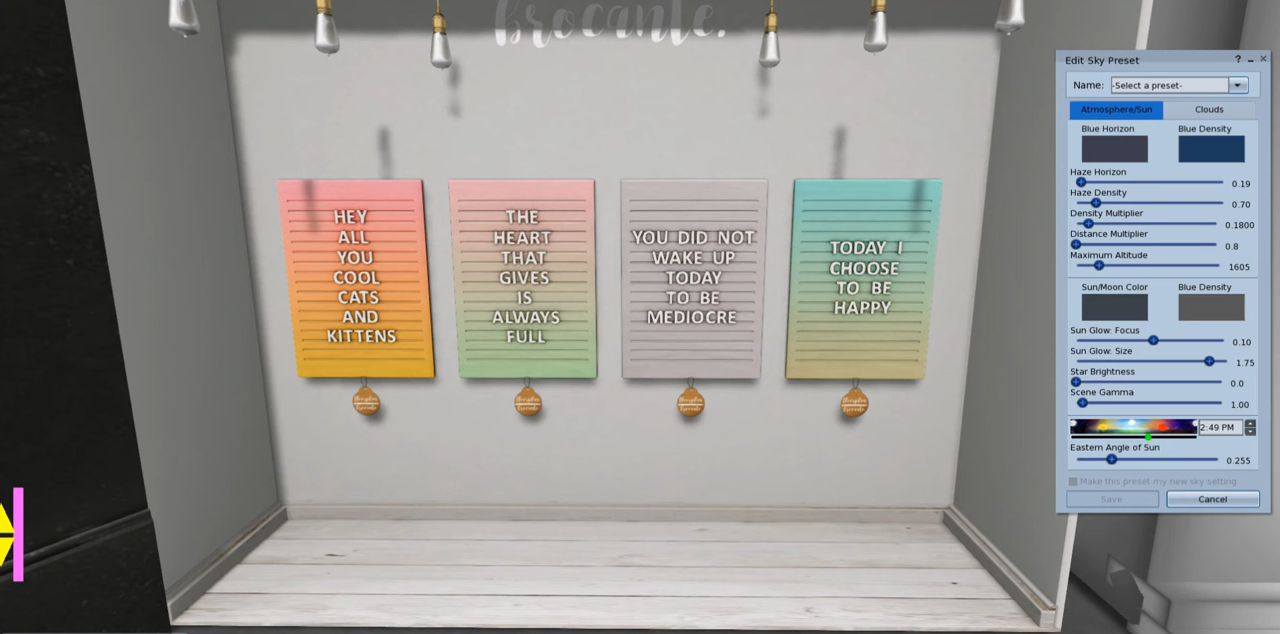 brocante.
HEY
ALL
YOU
COOL
CATS
AND
KITTENS
THE
HEART
THAT
GIVES
IS
ALWAYS
FULL
YOU DID NOT
WAKE UP
TODAY
TO BE
MEDIOCRE
TODAY I
CHOOSE
TO BE
HAPPY
Edit Sky Preset
? _ ×
Name: -Select a preset-
Atmosphere/Sun Clouds
Blue Horizon Blue Density
Haze Horizon
0.19
Haze Density
0.70
Density Multiplier
0.1800
Distance Multiplier
0.8
Maximum Altitude
1605
Sun/Moon Color Blue Density
Sun Glow: Focus
0.10
Sun Glow: Size
1.75
Star Brightness
0.0
Scene Gamma
1.00
2:49 PM
Eastern Angle of Sun
0.255
Make this preset my new sky setting
Save Cancel